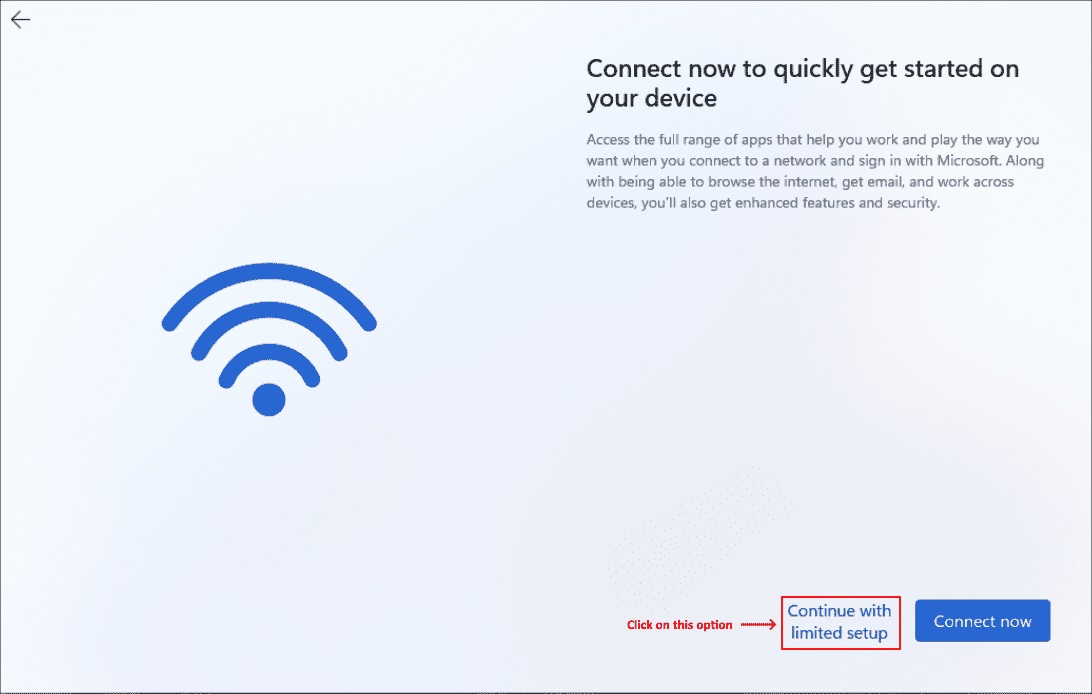 Connect now to quickly get started on
your device
Access the full range of apps that help you work and play the way you
want when you connect to a network and sign in with Microsoft. Along
with being able to browse the internet, get email, and work across
devices, you'll also get enhanced features and security.
Click on this option
Continue with
limited setup
Connect now